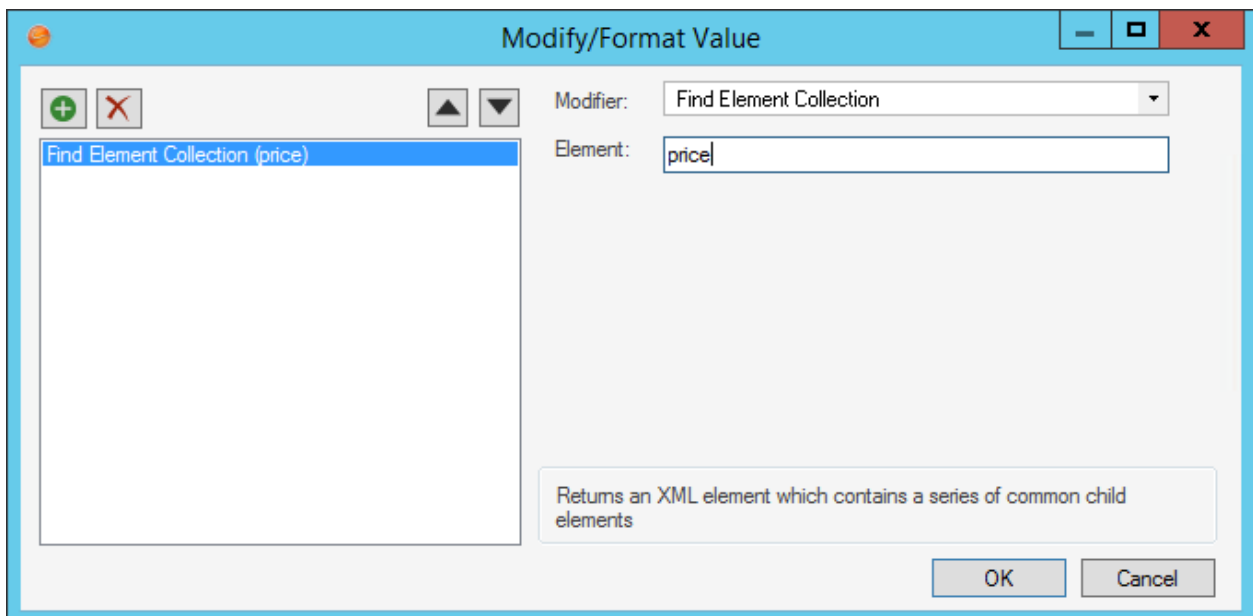 Modify/Format Value
X
Modifier: Find Element Collection
Find Element Collection (price)
Element: price
Returns an XML element which contains a series of common child
elements
OK Cancel